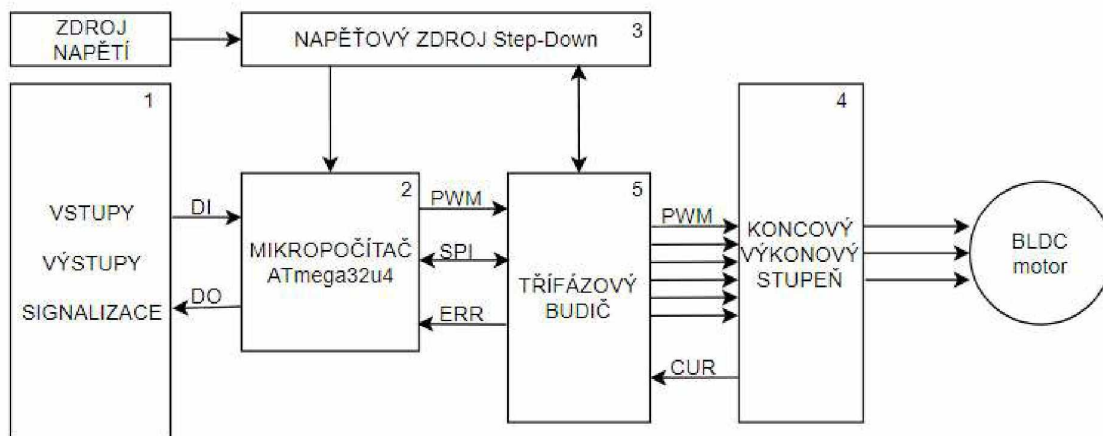 ZDROJ
NAPĚTÍ
NAPĚŤOVÝ ZDROJ Step-Down
3
1
VSTUPY
VÝSTUPY
SIGNALIZACE
DI
DO
2
MIKROPOČÍTAČ
ATmega32u4
PWM
SPI
ERR
5
TŘÍFÁZOVÝ
BUDIČ
PWM
CUR
4
KONCOVÝ
VÝKONOVÝ
STUPEŇ
BLDC
motor